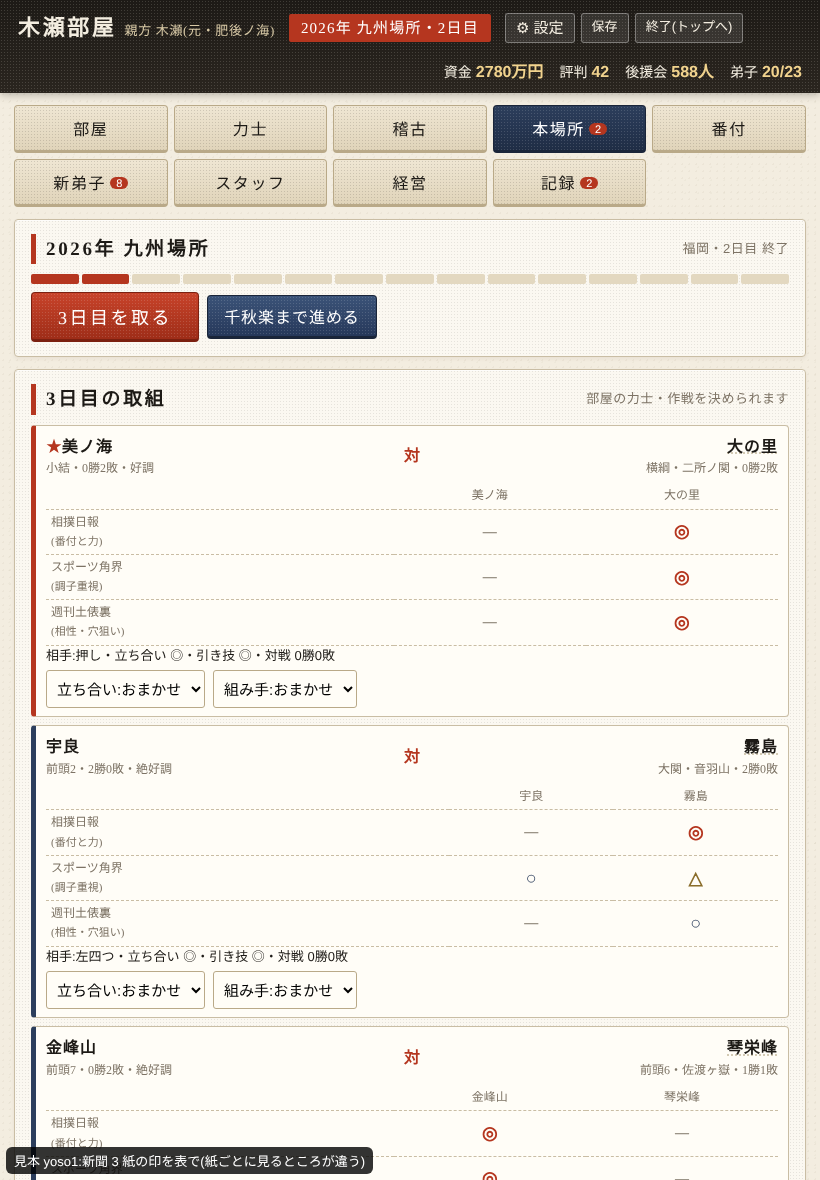 木瀬部屋 親方 木瀬(元・肥後ノ海) 2026年 九州場所・2日目 ⚙ 設定 保存 終了(トップへ)
資金 2780万円 評判 42 後援会 588人 弟子 20/23
部屋 力士 稽古 本場所 2 番付
新弟子 8 スタッフ 経営 記録 2
2026年 九州場所 福岡・2日目 終了
3日目を取る 千秋楽まで進める
3日目の取組 部屋の力士・作戦を決められます
★美ノ海 対 大の里
小結・0勝2敗・好調 横綱・二所ノ関・0勝2敗
美ノ海 大の里
相撲日報 — ◎
(番付と力)
スポーツ角界 — ◎
(調子重視)
週刊土俵裏 — ◎
(相性・穴狙い)
相手:押し・立ち合い ◎・引き技 ◎・対戦 0勝0敗
立ち合い:おまかせ 組み手:おまかせ
宇良 対 霧島
前頭2・2勝0敗・絶好調 大関・音羽山・2勝0敗
宇良 霧島
相撲日報 — ◎
(番付と力)
スポーツ角界 ○ △
(調子重視)
週刊土俵裏 — ○
(相性・穴狙い)
相手:左四つ・立ち合い ◎・引き技 ◎・対戦 0勝0敗
立ち合い:おまかせ 組み手:おまかせ
金峰山 対 琴栄峰
前頭7・0勝2敗・絶好調 前頭6・佐渡ヶ嶽・1勝1敗
金峰山 琴栄峰
相撲日報 ◎ —
(番付と力)
◎ —
見本 yoso1:新聞 3 紙の印を表で(紙ごとに見るところが違う)